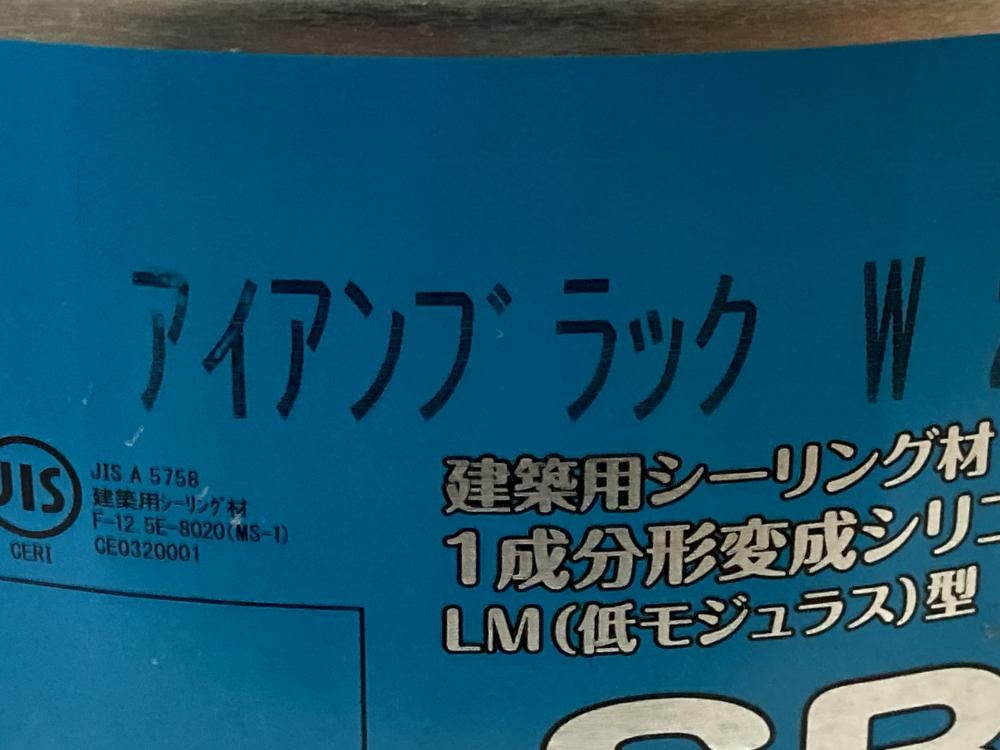 アイアンブラック W
JIS
CERI
JIS A 5758
建築用シーリング材
F-12.5E-8020(MS-1)
CE0320001
建築用シーリング材
1成分形変成シリコ
LM(低モジュラス)型